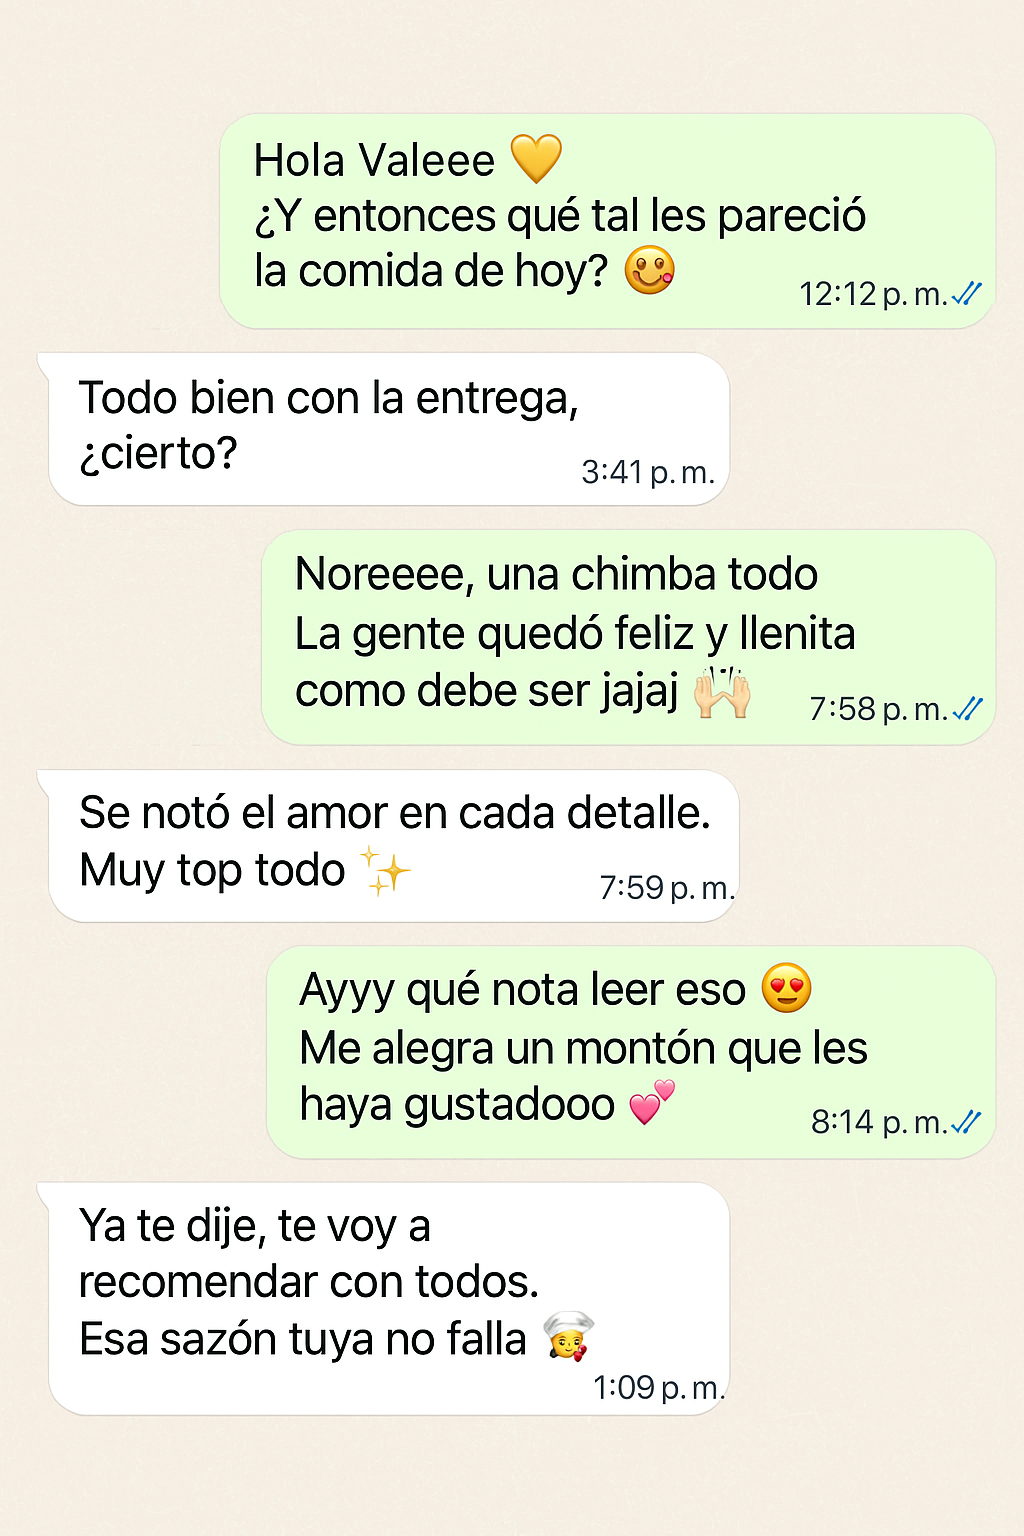 Hola Valeee 💛
¿Y entonces qué tal les pareció
la comida de hoy? 😋
12:12 p. m.
Todo bien con la entrega,
¿cierto?
3:41 p. m.
Noreeee, una chimba todo
La gente quedó feliz y llenita
como debe ser jajaj 🙌🏻
7:58 p. m.
Se notó el amor en cada detalle.
Muy top todo ✨
7:59 p. m.
Ayyy qué nota leer eso 😍
Me alegra un montón que les
haya gustadooo 💕
8:14 p. m.
Ya te dije, te voy a
recomendar con todos.
Esa sazón tuya no falla
1:09 p. m.